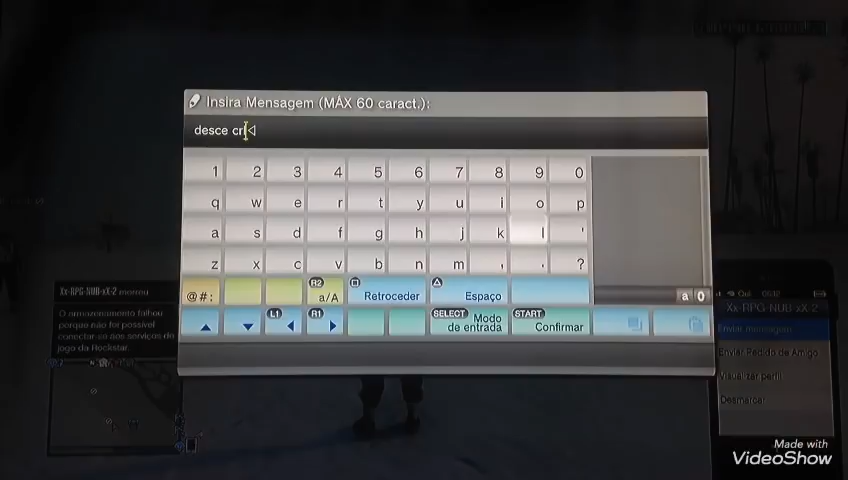 Insira Mensagem (MÁX 60 caract.):
desce cr
1 2 3 4 5 6 7 8 9 0
q w e r t y u i o p
a s d f g h j k l '
z x c v b n m , . ?
@#: R2 a/A Retroceder Espaço a 0
L1 R1 SELECT Modo de entrada START Confirmar
Xx-RPG-NUB-xX-2 morreu
O armazenamento falhou
porque não foi possível
conectar-se aos serviços de
jogo da Rockstar.
Xx-RPG-NUB-xX-2
Enviar mensagem
Enviar Pedido de Amigo
Visualizar perfil
Desmarcar
Made with
VideoShow